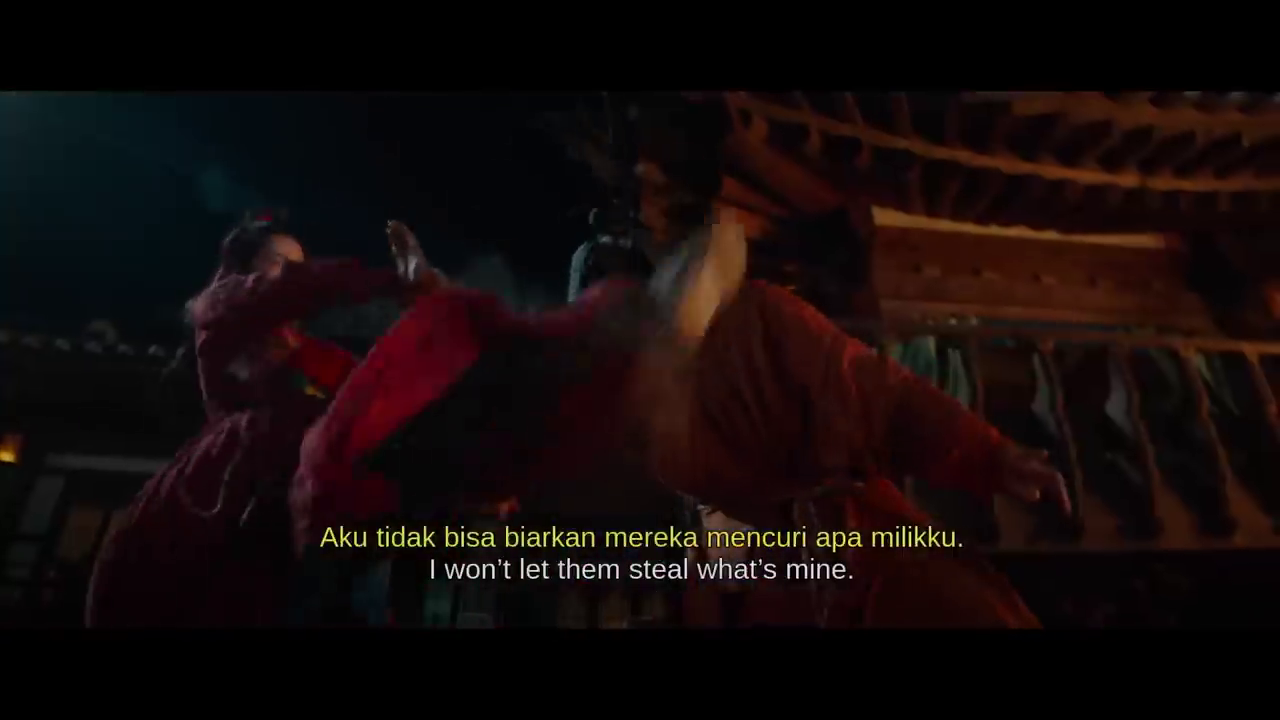 Aku tidak bisa biarkan mereka mencuri apa milikku.
I won’t let them steal what’s mine.